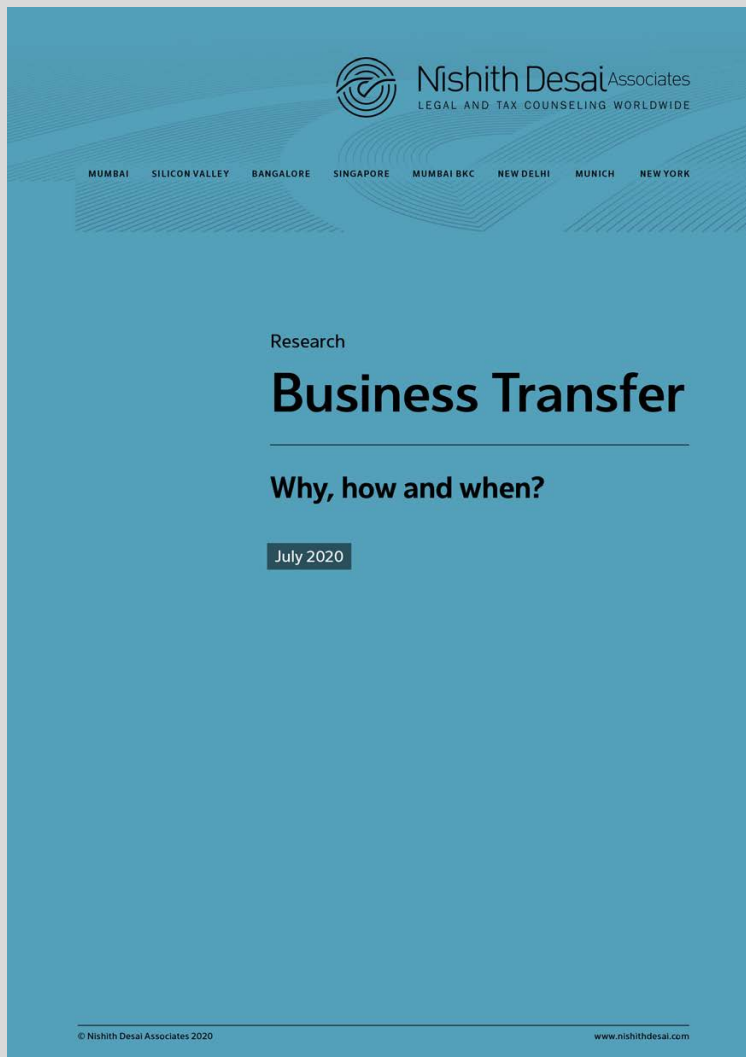 Nishith Desai Associates
LEGAL AND TAX COUNSELING WORLDWIDE
MUMBAI SILICON VALLEY BANGALORE SINGAPORE MUMBAI BKC NEW DELHI MUNICH NEW YORK
Research
Business Transfer
Why, how and when?
July 2020
© Nishith Desai Associates 2020 www.nishithdesai.com